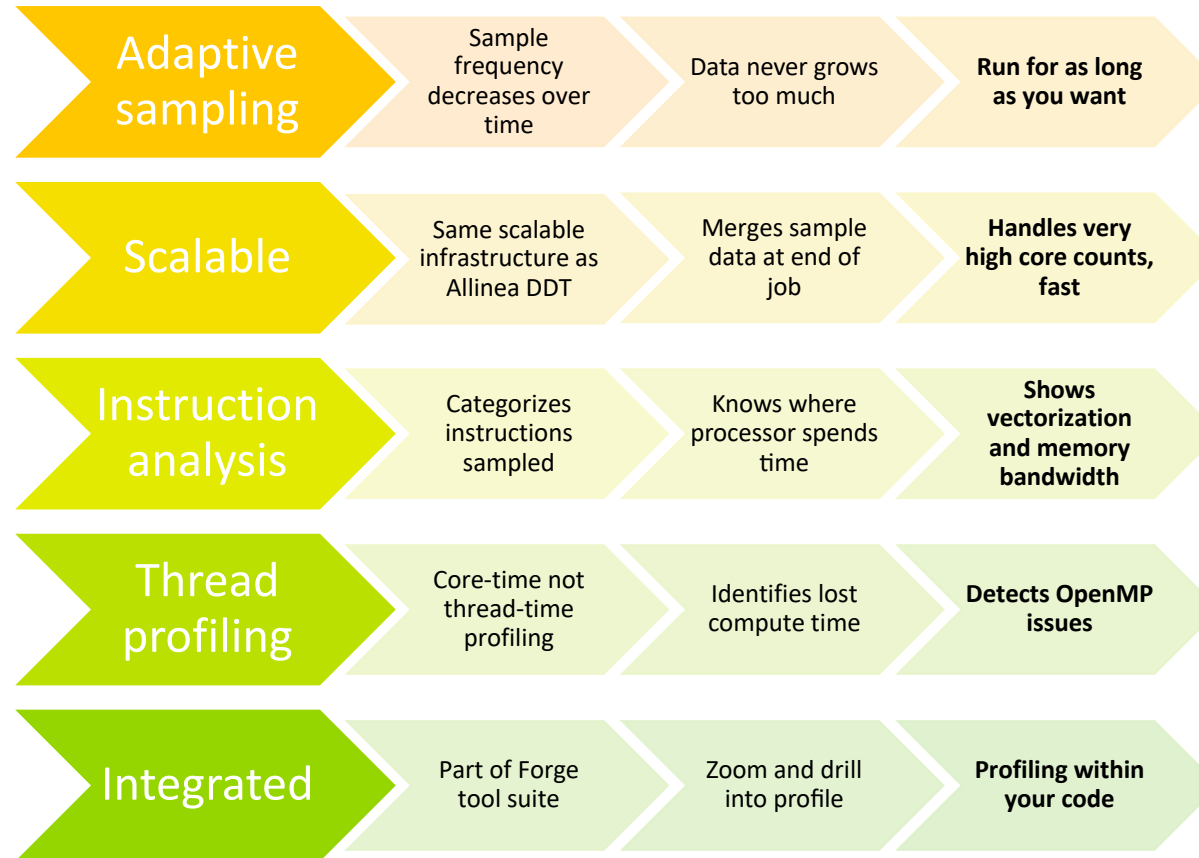 Adaptive
sampling
Sample
frequency
decreases over
time
Data never grows
too much
Run for as long
as you want
Scalable
Same scalable
infrastructure as
Allinea DDT
Merges sample
data at end of
job
Handles very
high core counts,
fast
Instruction
analysis
Categorizes
instructions
sampled
Knows where
processor spends
time
Shows
vectorization
and memory
bandwidth
Thread
profiling
Core-time not
thread-time
profiling
Identifies lost
compute time
Detects OpenMP
issues
Integrated
Part of Forge
tool suite
Zoom and drill
into profile
Profiling within
your code